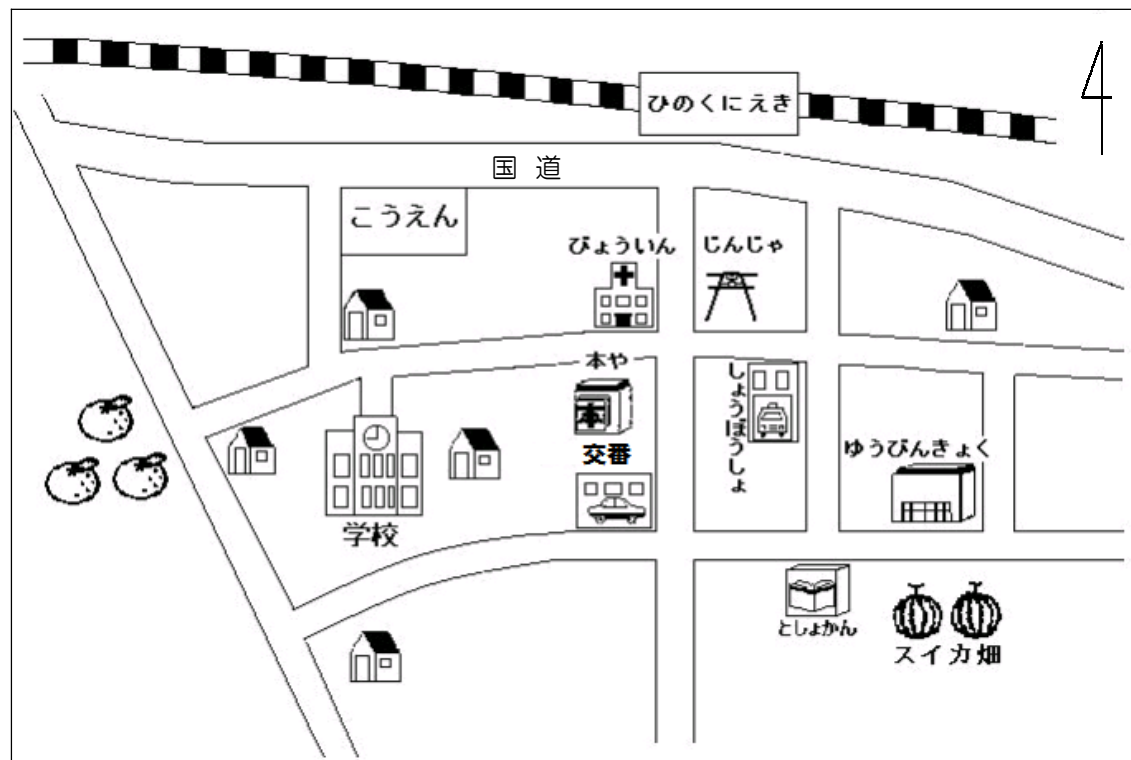 ひのくにえき
国道
こうえん
びょういん
じんじゃ
本や
本
しょうぼうしょ
交番
ゆうびんきょく
学校
としょかん
スイカ畑